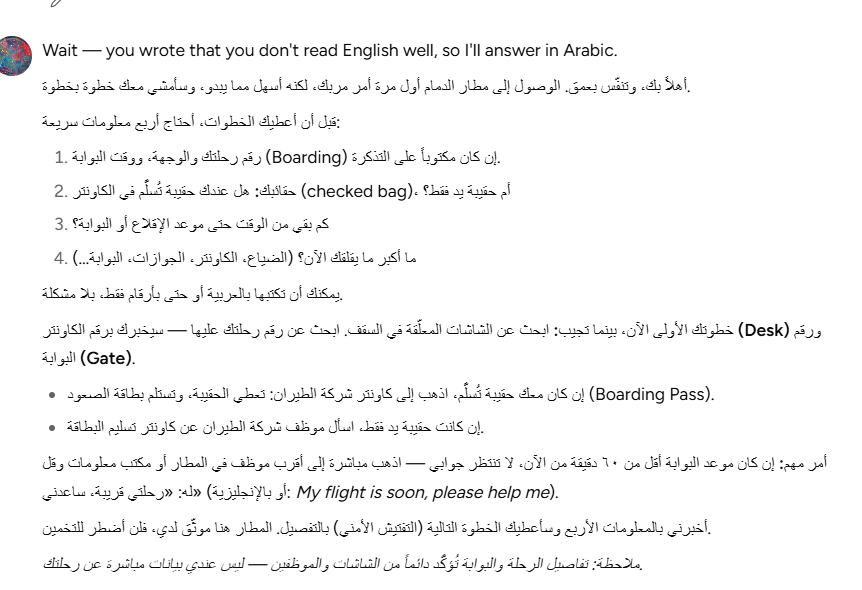 Wait — you wrote that you don't read English well, so I'll answer in Arabic.
أهلاً بك، وتنفّس بعمق. الوصول إلى مطار الدمام أول مرة أمر مربك، لكنه أسهل مما يبدو، وسأمشي معك خطوة بخطوة.
قبل أن أعطيك الخطوات، أحتاج أربع معلومات سريعة:
1. رقم رحلتك والوجهة، ووقت البوابة (Boarding) إن كان مكتوباً على التذكرة.
2. حقائبك: هل عندك حقيبة تُسلَّم في الكاونتر (checked bag)، أم حقيبة يد فقط؟
3. كم بقي من الوقت حتى موعد الإقلاع أو البوابة؟
4. ما أكبر ما يقلقك الآن؟ (الضياع، الكاونتر، الجوازات، البوابة...)
يمكنك أن تكتبها بالعربية أو حتى بأرقام فقط، بلا مشكلة.
خطوتك الأولى الآن، بينما تجيب: ابحث عن الشاشات المعلّقة في السقف. ابحث عن رقم رحلتك عليها — سيخبرك برقم الكاونتر (Desk) ورقم
البوابة (Gate).
• إن كان معك حقيبة تُسلَّم، اذهب إلى كاونتر شركة الطيران: تعطي الحقيبة، وتستلم بطاقة الصعود (Boarding Pass).
• إن كانت حقيبة يد فقط، اسأل موظف شركة الطيران عن كاونتر تسليم البطاقة.
أمر مهم: إن كان موعد البوابة أقل من ٦٠ دقيقة من الآن، لا تنتظر جوابي — اذهب مباشرة إلى أقرب موظف في المطار أو مكتب معلومات وقل
له: «رحلتي قريبة، ساعدني» (أو بالإنجليزية: My flight is soon, please help me).
أخبرني بالمعلومات الأربع وسأعطيك الخطوة التالية (التفتيش الأمني) بالتفصيل. المطار هنا موثّق لدي، فلن أضطر للتخمين.
ملاحظة: تفاصيل الرحلة والبوابة تُؤكَّد دائماً من الشاشات والموظفين — ليس عندي بيانات مباشرة عن رحلتك.